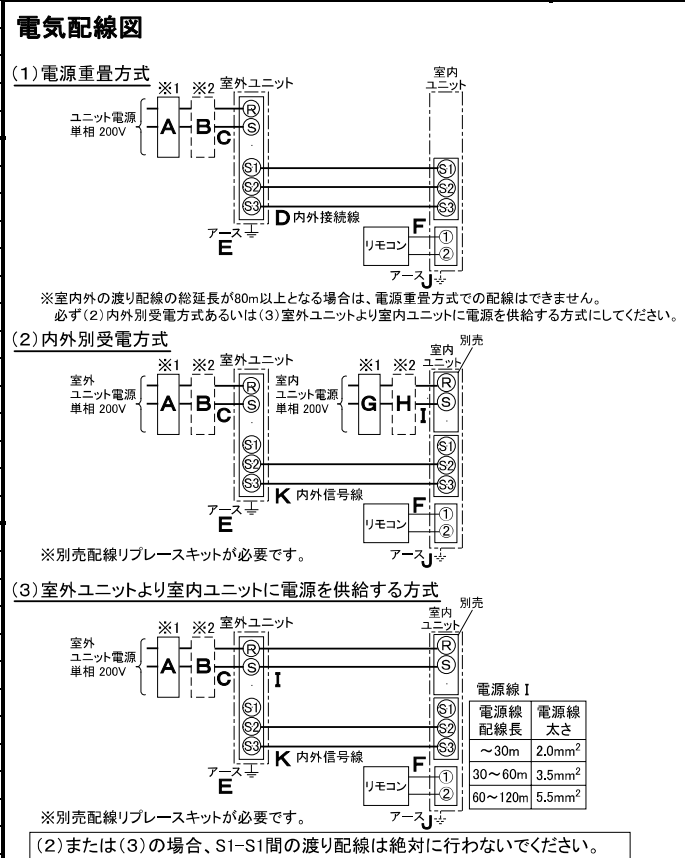 電気配線図
(1)電源重畳方式
※1 ※2 室外ユニット
室内
ユニット
ユニット電源
単相 200V
A B C
R
S
S1
S2
S3
S1
S2
S3
D 内外接続線
アース
E
F
リモコン
①
②
アース J
※室内外の渡り配線の総延長が80m以上となる場合は、電源重畳方式での配線はできません。
必ず(2)内外別受電方式あるいは(3)室外ユニットより室内ユニットに電源を供給する方式にしてください。
(2)内外別受電方式
※1 ※2 室外ユニット
※1 ※2
室内
ユニット
別売
室外
ユニット電源
単相 200V
A B C
R
S
S1
S2
S3
室内
ユニット電源
単相 200V
G H I
R
S
S1
S2
S3
K 内外信号線
アース
E
F
リモコン
①
②
アース J
※別売配線リプレースキットが必要です。
(3)室外ユニットより室内ユニットに電源を供給する方式
※1 ※2 室外ユニット
室内
ユニット
別売
室外
ユニット電源
単相 200V
A B C
R
S
I
S1
S2
S3
R
S
S1
S2
S3
K 内外信号線
アース
E
F
リモコン
①
②
アース J
電源線 I
電源線
配線長
電源線
太さ
～30m 2.0mm²
30～60m 3.5mm²
60～120m 5.5mm²
※別売配線リプレースキットが必要です。
(2)または(3)の場合、S1-S1間の渡り配線は絶対に行わないでください。